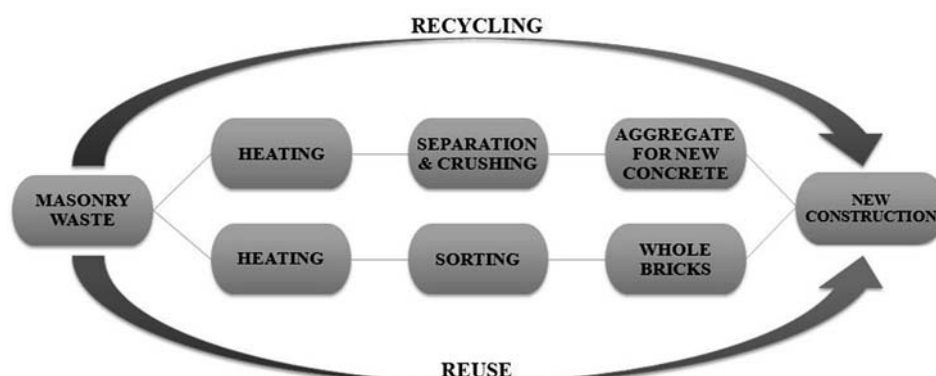 RECYCLING
HEATING
SEPARATION
& CRUSHING
AGGREGATE
FOR NEW
CONCRETE
MASONRY
WASTE
NEW
CONSTRUCTION
HEATING
SORTING
WHOLE
BRICKS
REUSE